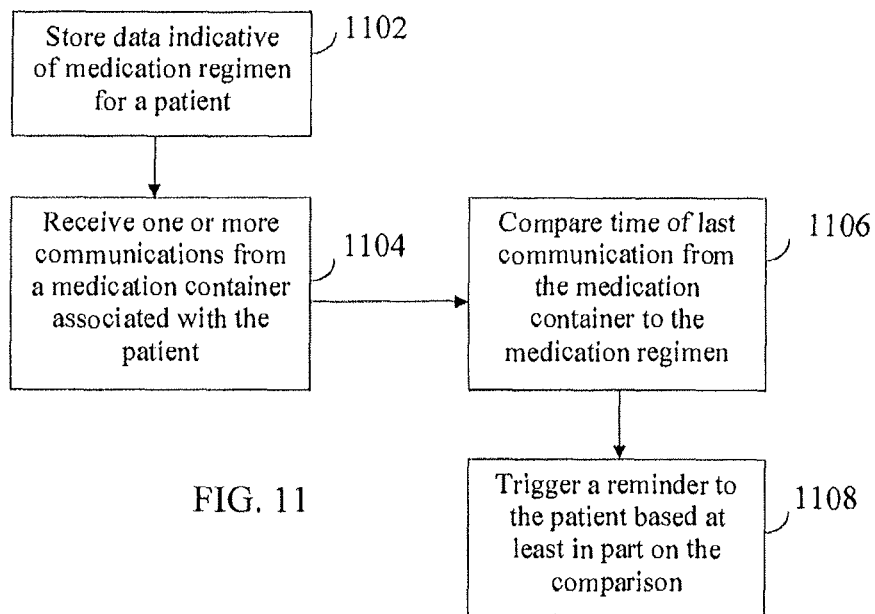 Store data indicative
of medication regimen
for a patient
1102
Receive one or more
communications from
a medication container
associated with the
patient
1104
Compare time of last
communication from
the medication
container to the
medication regimen
1106
Trigger a reminder to
the patient based at
least in part on the
comparison
1108
FIG. 11